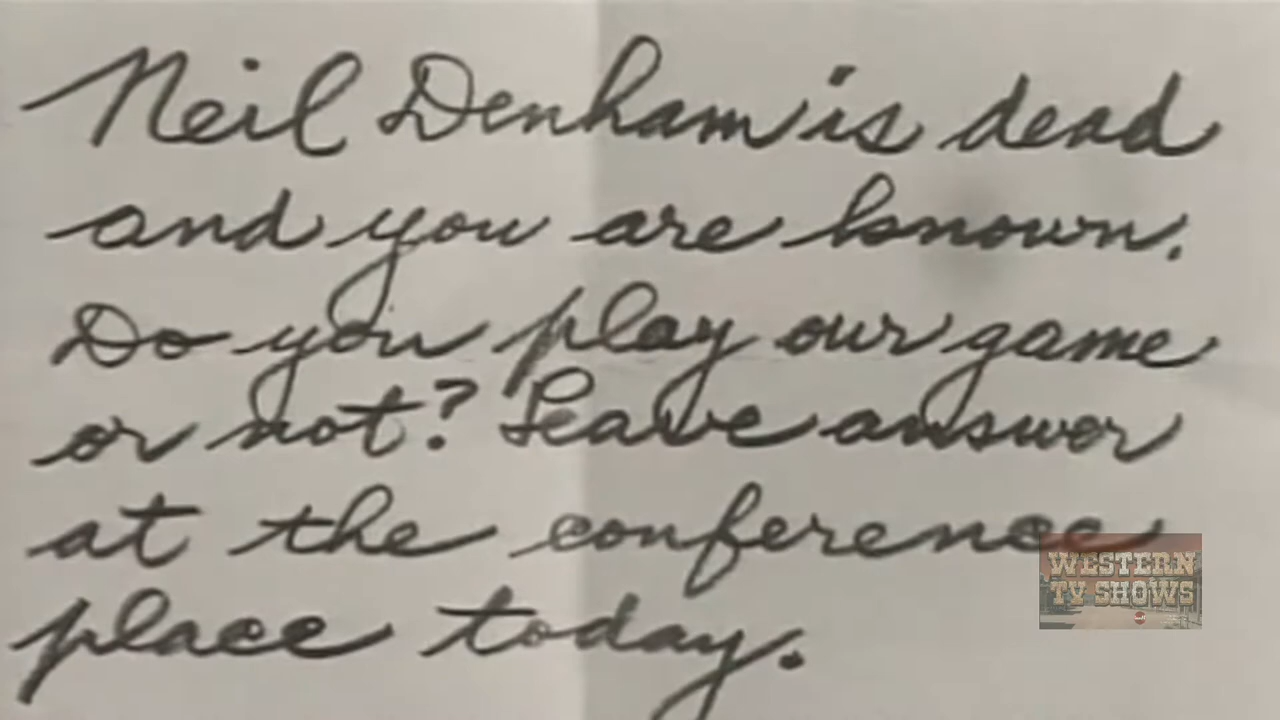 Neil Denham is dead
and you are known.
Do you play our game
or not? Leave answer
at the conference
place today.
WESTERN
TV SHOWS